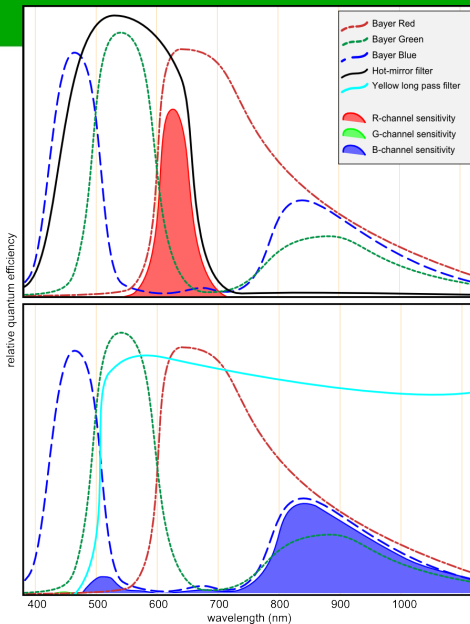 Bayer Red
Bayer Green
Bayer Blue
Hot-mirror filter
Yellow long pass filter
R-channel sensitivity
G-channel sensitivity
B-channel sensitivity
relative quantum efficiency
400 500 600 700 800 900 1000
wavelength (nm)